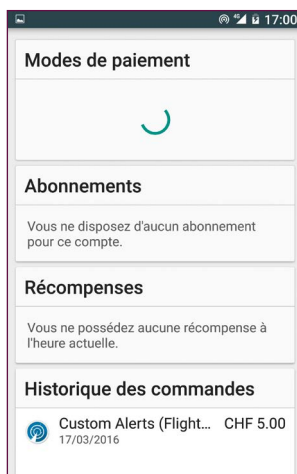 4G 17:00
Modes de paiement
Abonnements
Vous ne disposez d'aucun abonnement
pour ce compte.
Récompenses
Vous ne possédez aucune récompense à
l'heure actuelle.
Historique des commandes
Custom Alerts (Flight... CHF 5.00
17/03/2016